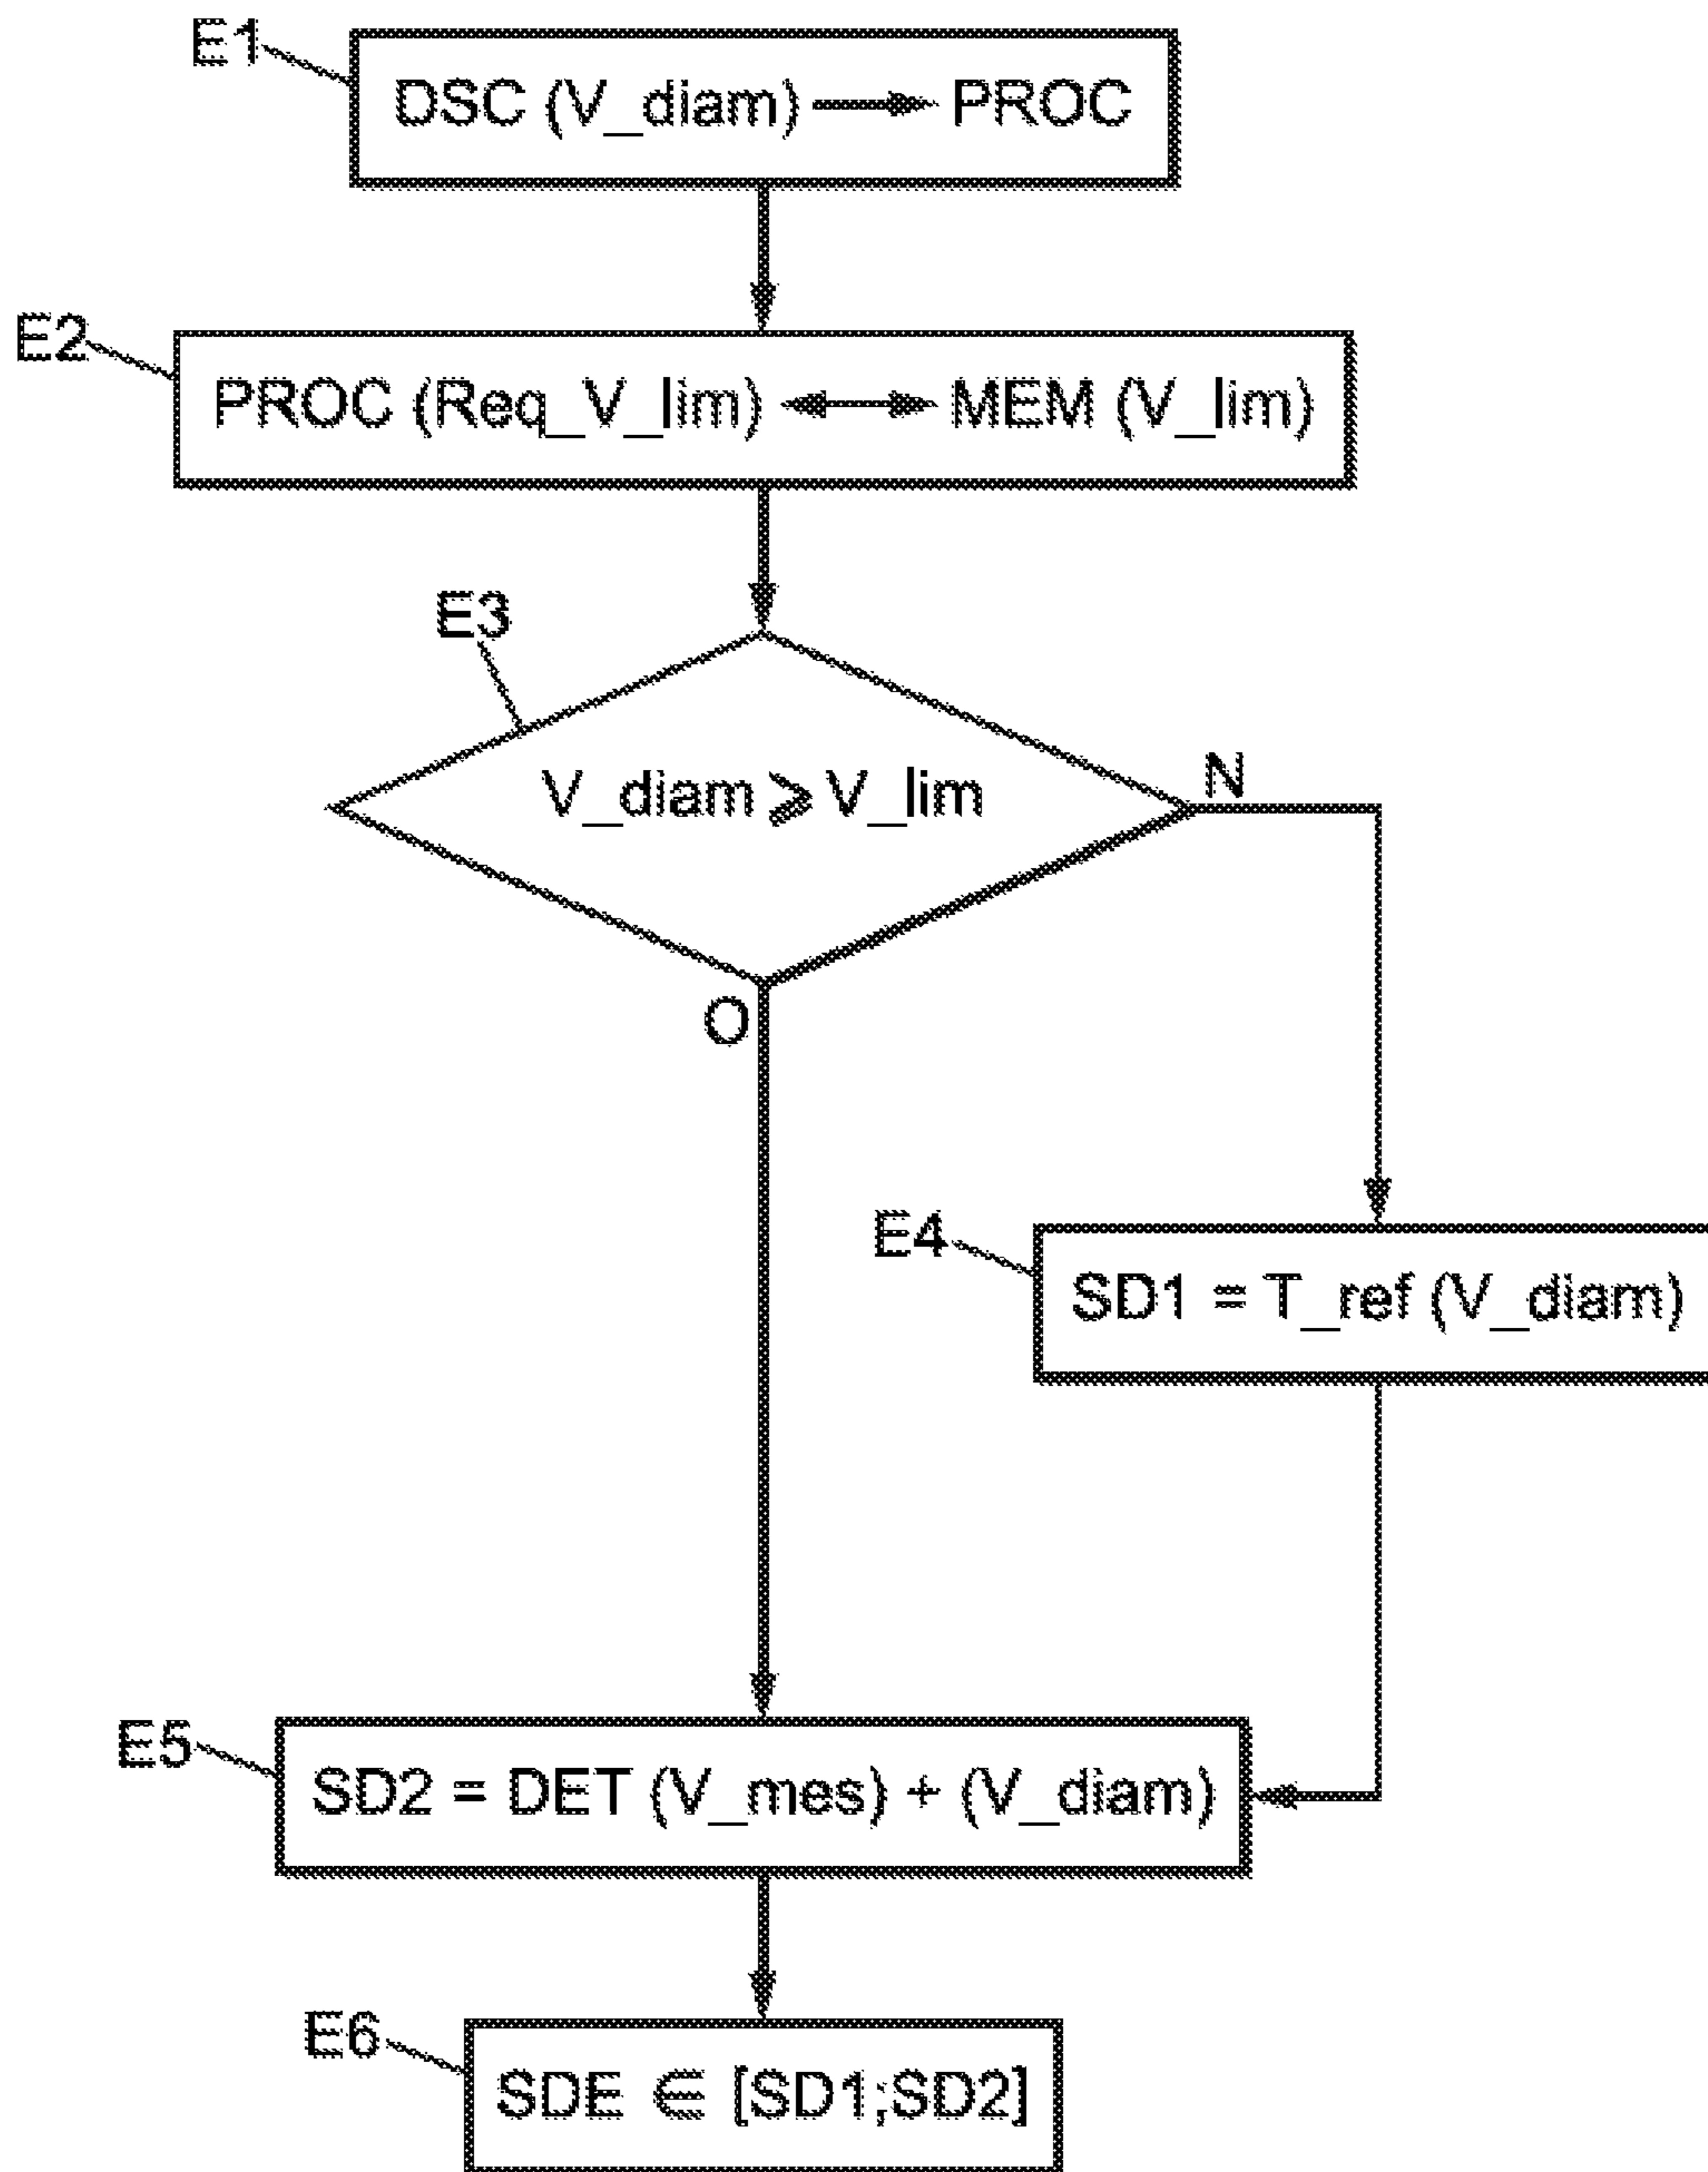 E1
DSC (V_diam) → PROC
E2
PROC (Req_V_lim) ↔ MEM (V_lim)
E3
V_diam ⩾ V_lim
N
O
E4
SD1 = T_ref (V_diam)
E5
SD2 = DET (V_mes) + (V_diam)
E6
SDE ∈ [SD1;SD2]